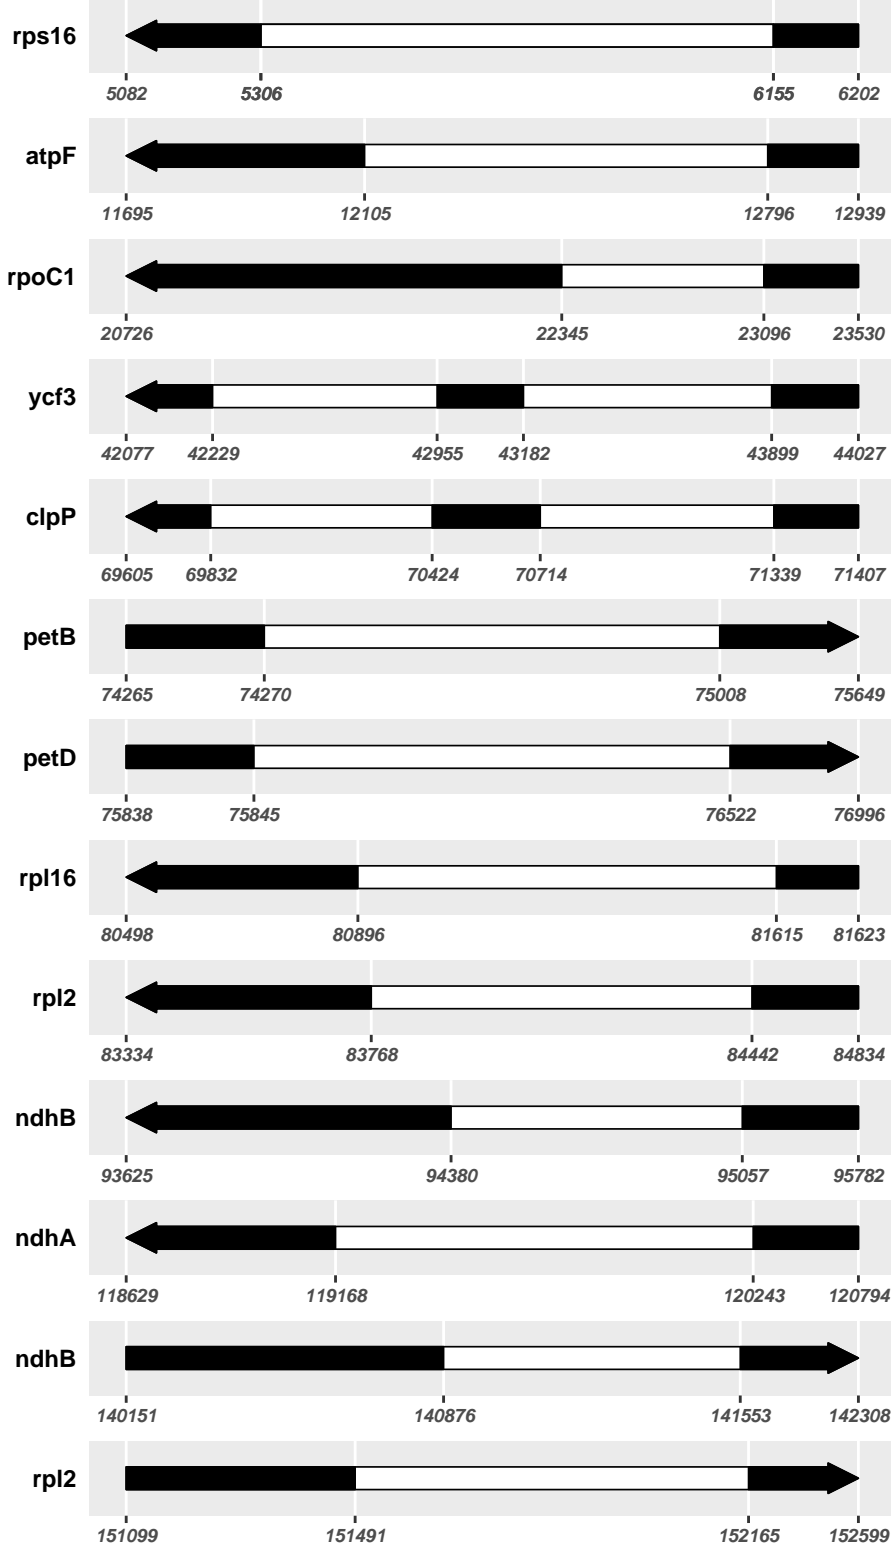 rps16
5082 5306 6155 6202
atpF
11695 12105 12796 12939
rpoC1
20726 22345 23096 23530
ycf3
42077 42229 42955 43182 43899 44027
clpP
69605 69832 70424 70714 71339 71407
petB
74265 74270 75008 75649
petD
75838 75845 76522 76996
rpl16
80498 80896 81615 81623
rpl2
83334 83768 84442 84834
ndhB
93625 94380 95057 95782
ndhA
118629 119168 120243 120794
ndhB
140151 140876 141553 142308
rpl2
151099 151491 152165 152599